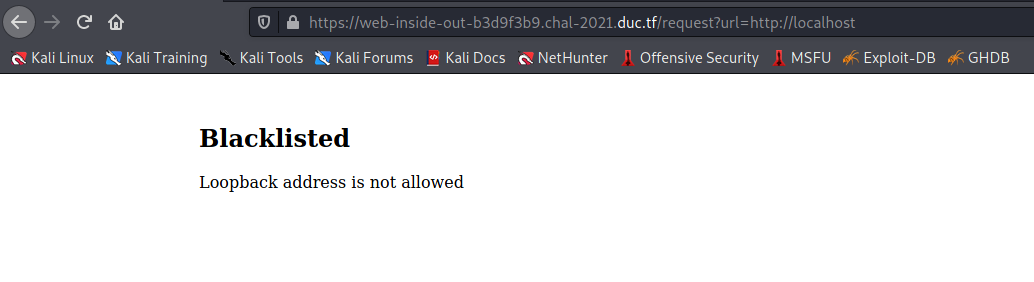 https://web-inside-out-b3d9f3b9.chal-2021.duc.tf/request?url=http://localhost
Kali Linux Kali Training Kali Tools Kali Forums Kali Docs NetHunter Offensive Security MSFU Exploit-DB GHDB
Blacklisted
Loopback address is not allowed